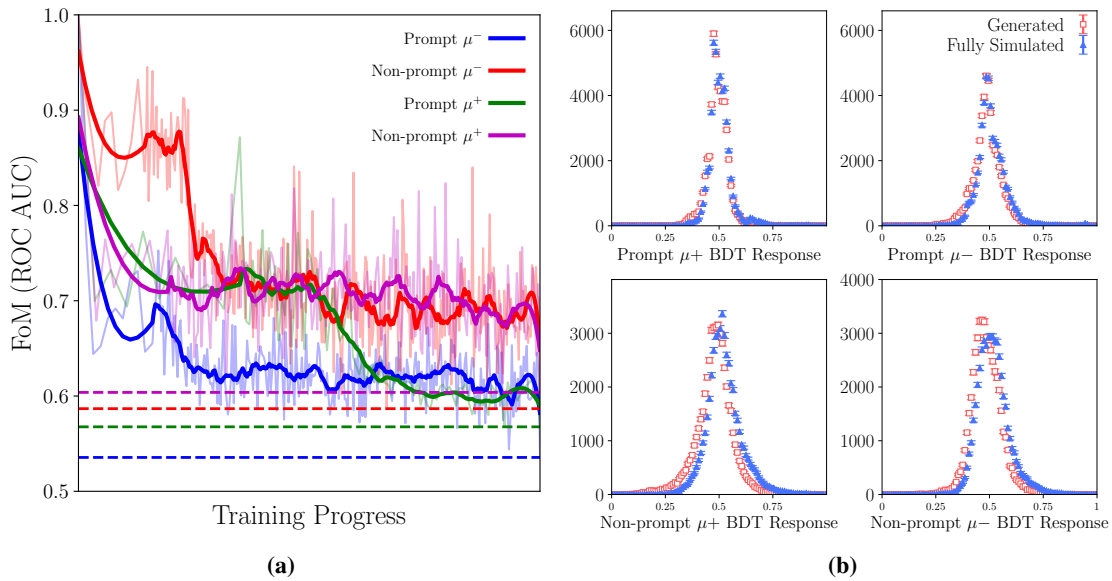 1.0
0.9
0.8
0.7
0.6
0.5
FoM (ROC AUC)
Training Progress
Prompt μ−
Non-prompt μ−
Prompt μ+
Non-prompt μ+
(a)
6000
4000
2000
0
0 0.25 0.5 0.75
Prompt μ+ BDT Response
Generated
Fully Simulated
6000
4000
2000
0
0 0.25 0.5 0.75
Prompt μ− BDT Response
4000
3000
2000
1000
0
0 0.25 0.5 0.75
Non-prompt μ+ BDT Response
4000
3000
2000
1000
0
0 0.25 0.5 0.75 1
Non-prompt μ− BDT Response
(b)